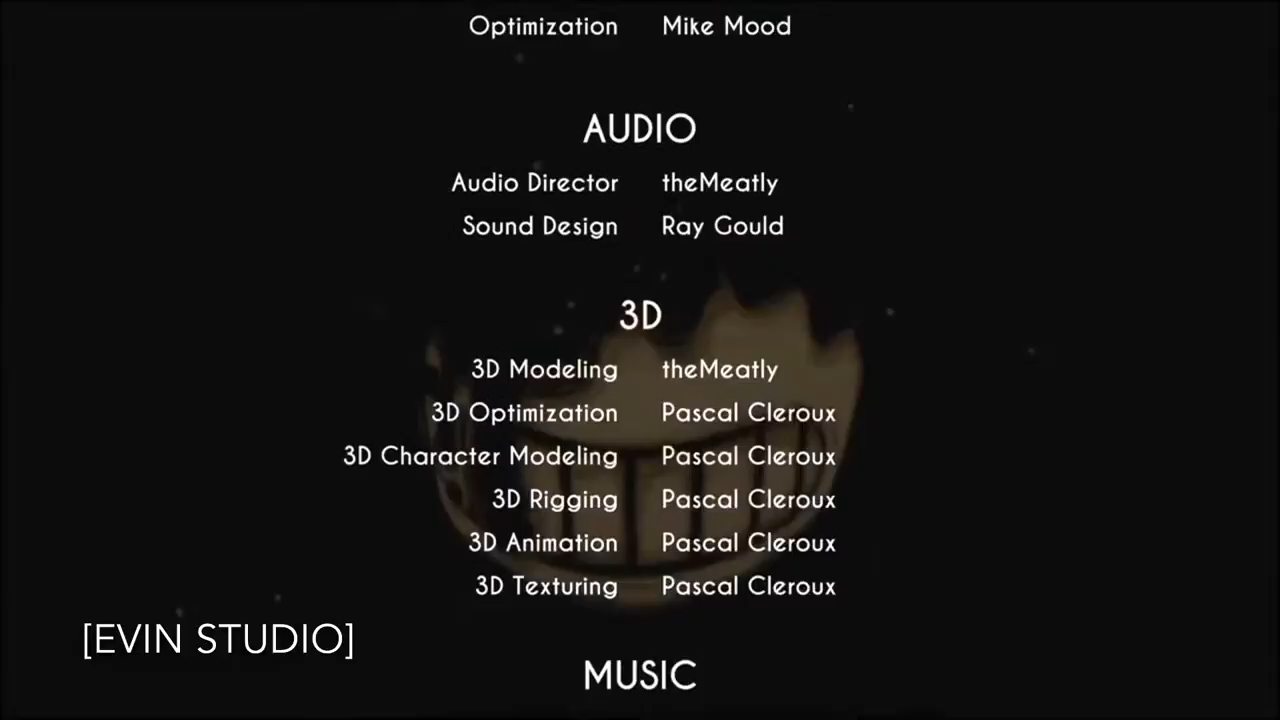 Optimization Mike Mood
AUDIO
Audio Director theMeatly
Sound Design Ray Gould
3D
3D Modeling theMeatly
3D Optimization Pascal Cleroux
3D Character Modeling Pascal Cleroux
3D Rigging Pascal Cleroux
3D Animation Pascal Cleroux
3D Texturing Pascal Cleroux
[EVIN STUDIO]
MUSIC